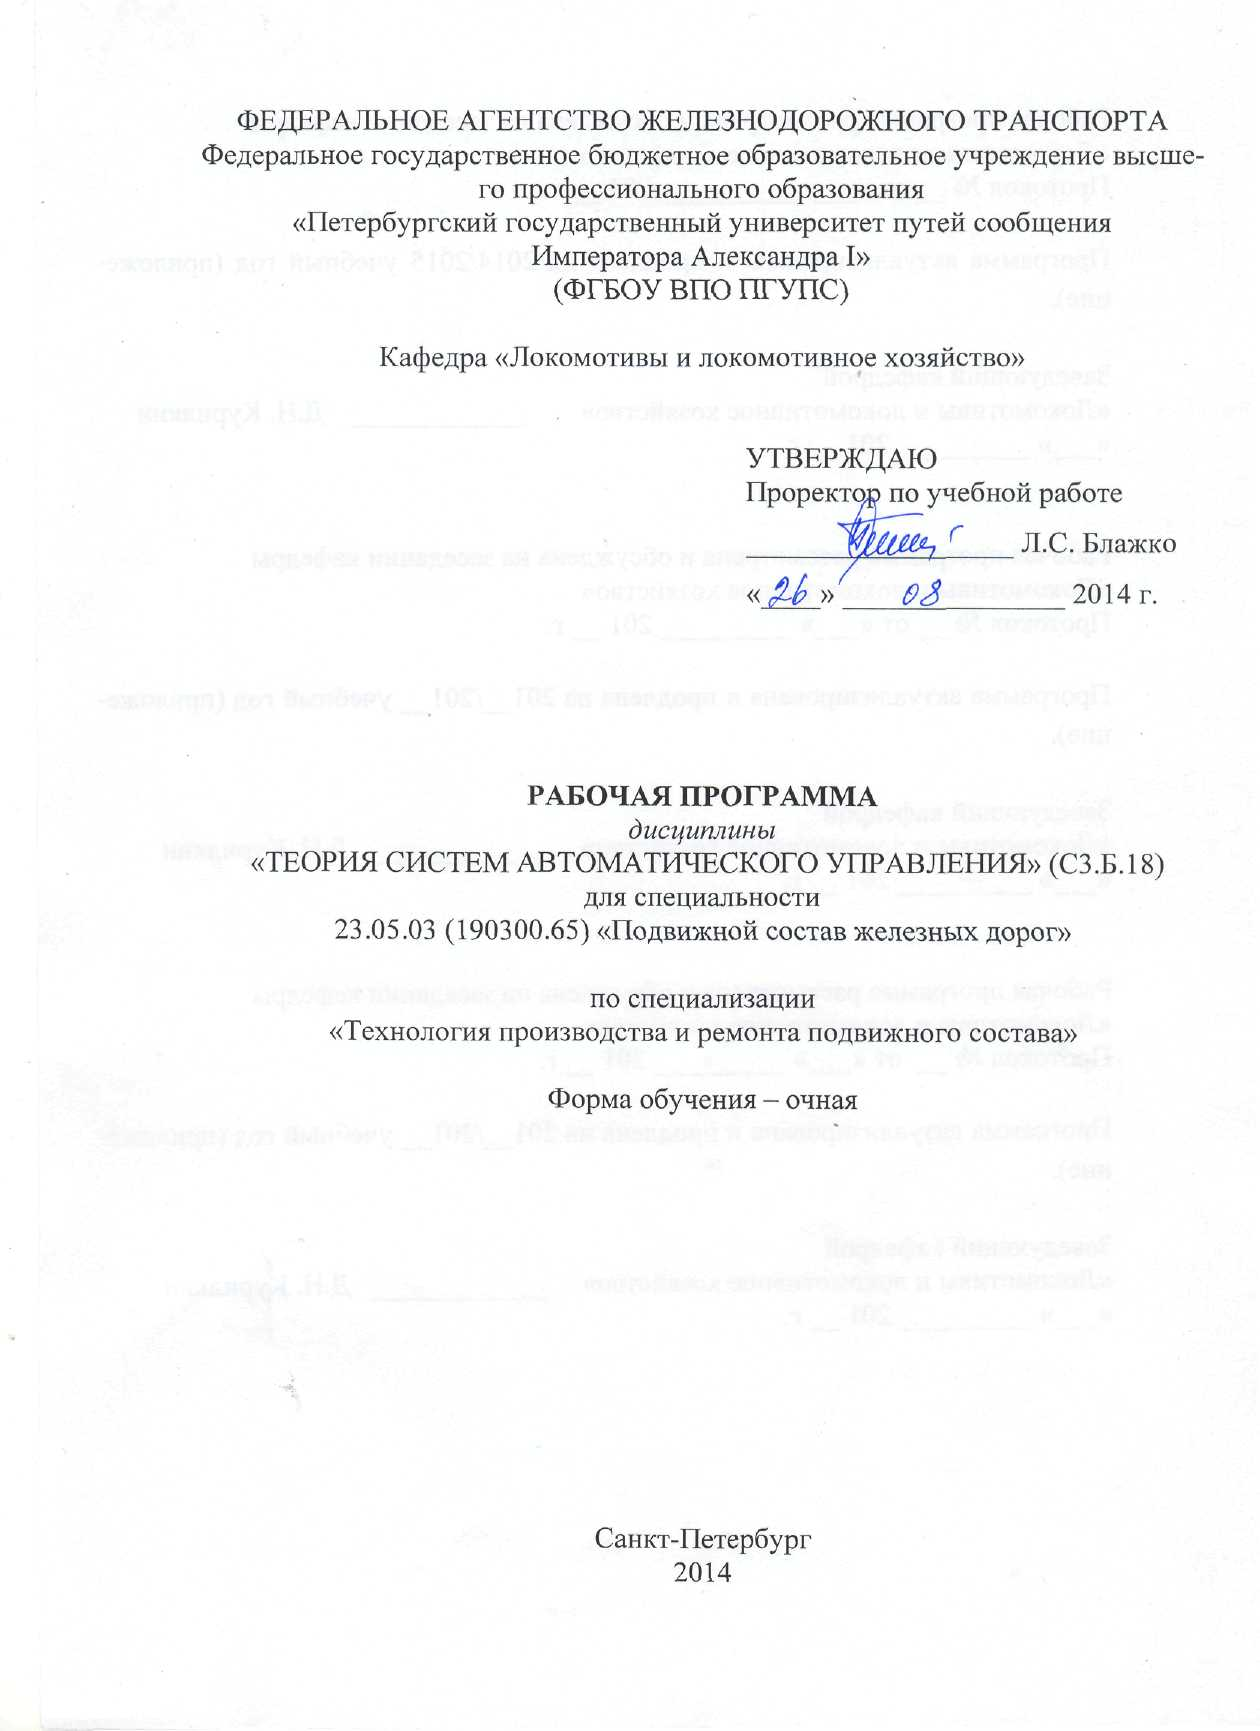 ФЕДЕРАЛЬНОЕ АГЕНТСТВО ЖЕЛЕЗНОДОРОЖНОГО ТРАНСПОРТА
Федеральное государственное бюджетное образовательное учреждение высше-
го профессионального образования
«Петербургский государственный университет путей сообщения
Императора Александра I»
(ФГБОУ ВПО ПГУПС)
Кафедра «Локомотивы и локомотивное хозяйство»
УТВЕРЖДАЮ
Проректор по учебной работе
Л.С. Блажко
«26» 08 2014 г.
РАБОЧАЯ ПРОГРАММА
дисциплины
«ТЕОРИЯ СИСТЕМ АВТОМАТИЧЕСКОГО УПРАВЛЕНИЯ» (С3.Б.18)
для специальности
23.05.03 (190300.65) «Подвижной состав железных дорог»
по специализации
«Технология производства и ремонта подвижного состава»
Форма обучения – очная
Санкт-Петербург
2014